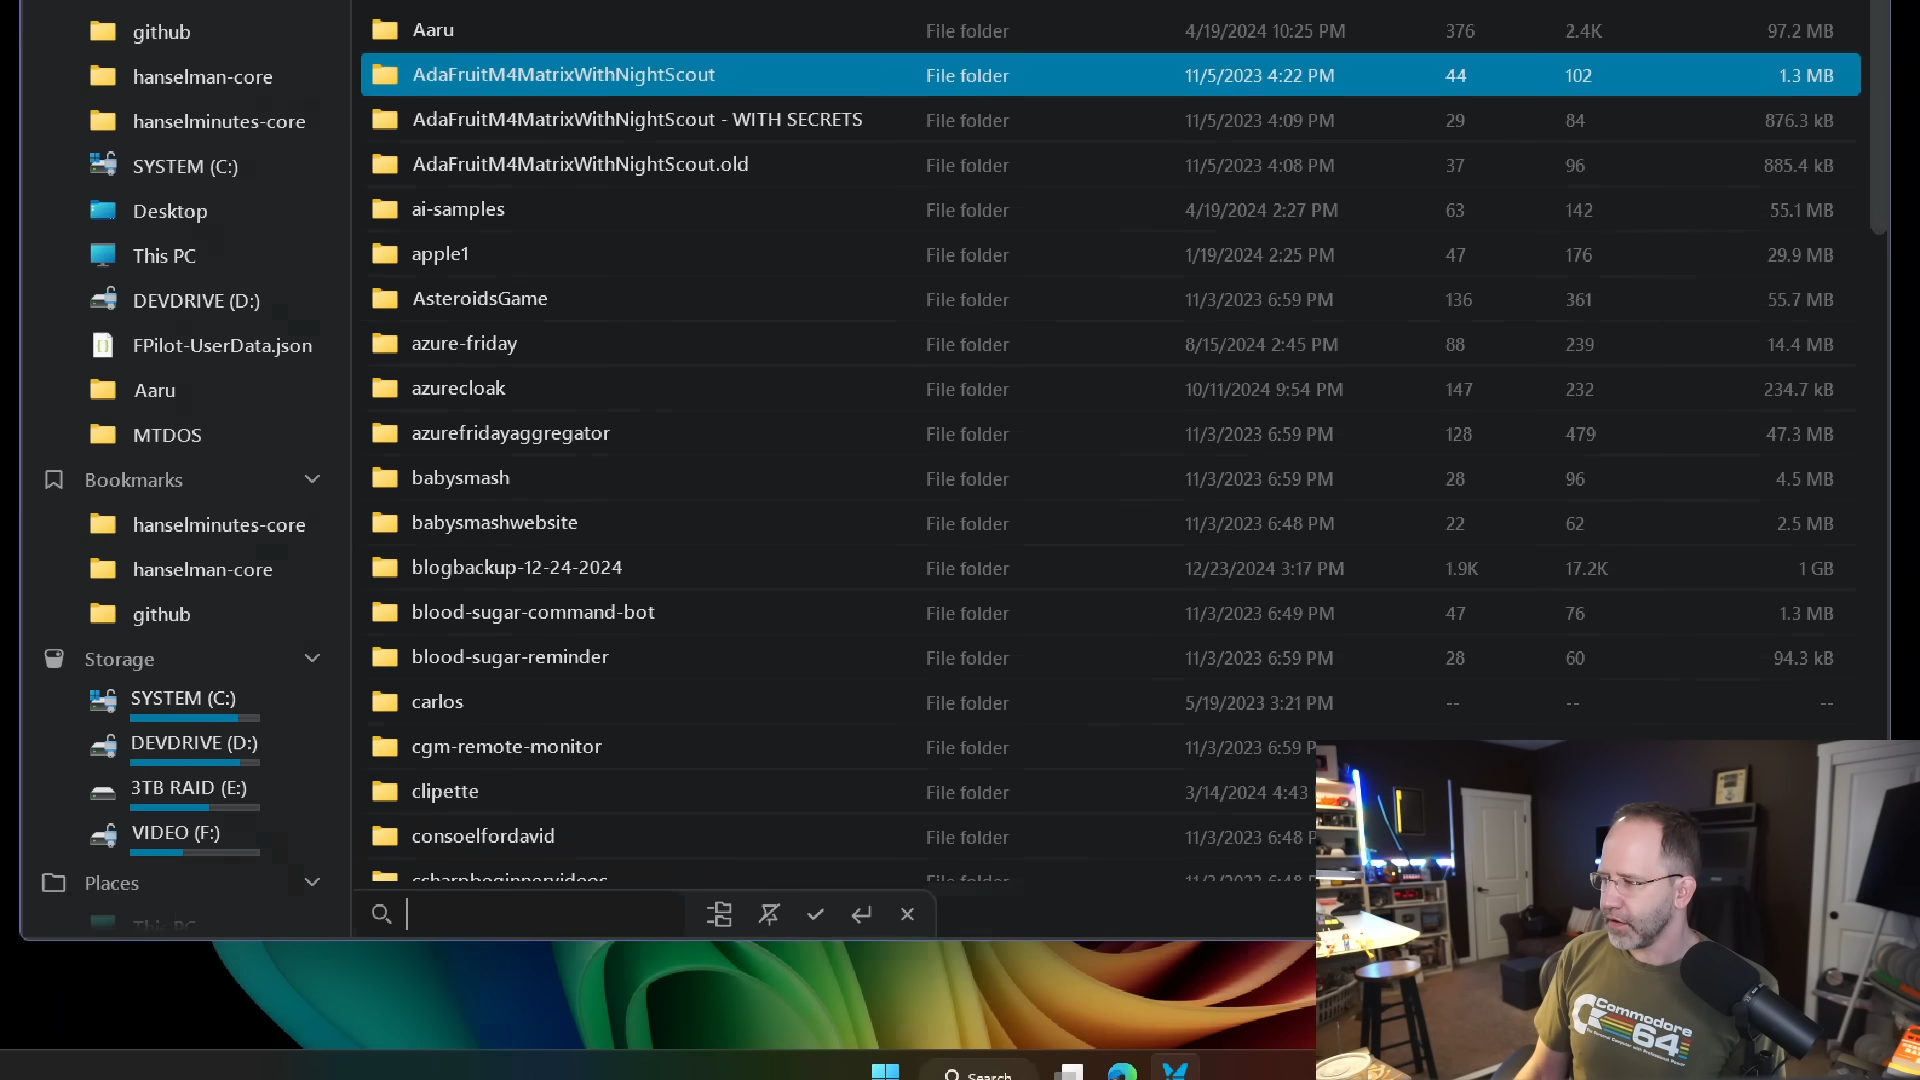 github
hanselman-core
hanselminutes-core
SYSTEM (C:)
Desktop
This PC
DEVDRIVE (D:)
FPilot-UserData.json
Aaru
MTDOS
Bookmarks
hanselminutes-core
hanselman-core
github
Storage
SYSTEM (C:)
DEVDRIVE (D:)
3TB RAID (E:)
VIDEO (F:)
Places
This PC
Aaru File folder 4/19/2024 10:25 PM 376 2.4K 97.2 MB
AdaFruitM4MatrixWithNightScout File folder 11/5/2023 4:22 PM 44 102 1.3 MB
AdaFruitM4MatrixWithNightScout - WITH SECRETS File folder 11/5/2023 4:09 PM 29 84 876.3 kB
AdaFruitM4MatrixWithNightScout.old File folder 11/5/2023 4:08 PM 37 96 885.4 kB
ai-samples File folder 4/19/2024 2:27 PM 63 142 55.1 MB
apple1 File folder 1/19/2024 2:25 PM 47 176 29.9 MB
AsteroidsGame File folder 11/3/2023 6:59 PM 136 361 55.7 MB
azure-friday File folder 8/15/2024 2:45 PM 88 239 14.4 MB
azurecloak File folder 10/11/2024 9:54 PM 147 232 234.7 kB
azurefridayaggregator File folder 11/3/2023 6:59 PM 128 479 47.3 MB
babysmash File folder 11/3/2023 6:59 PM 28 96 4.5 MB
babysmashwebsite File folder 11/3/2023 6:48 PM 22 62 2.5 MB
blogbackup-12-24-2024 File folder 12/23/2024 3:17 PM 1.9K 17.2K 1 GB
blood-sugar-command-bot File folder 11/3/2023 6:49 PM 47 76 1.3 MB
blood-sugar-reminder File folder 11/3/2023 6:59 PM 28 60 94.3 kB
carlos File folder 5/19/2023 3:21 PM -- -- --
cgm-remote-monitor File folder 11/3/2023 6:59 P
clipette File folder 3/14/2024 4:43
consoelfordavid File folder 11/3/2023 6:48 P
csharpbeginnervideos File folder 11/3/2023 6:48 P
Commodore
64
Search